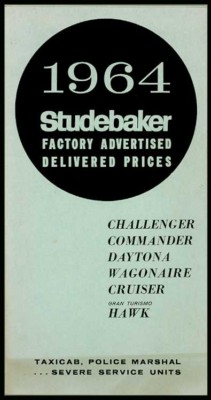 1964
Studebaker
FACTORY ADVERTISED
DELIVERED PRICES
CHALLENGER
COMMANDER
DAYTONA
WAGONAIRE
CRUISER
GRAN TURISMO
HAWK
TAXICAB, POLICE MARSHAL
...SEVERE SERVICE UNITS